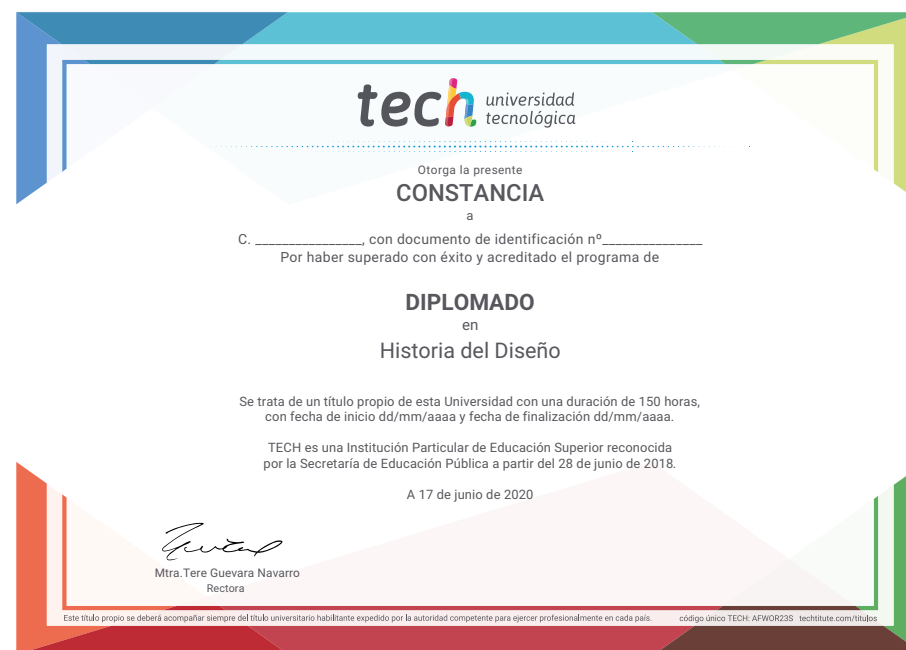 tech universidad
tecnológica
Otorga la presente
CONSTANCIA
a
C. ________________, con documento de identificación nº_______________
Por haber superado con éxito y acreditado el programa de
DIPLOMADO
en
Historia del Diseño
Se trata de un título propio de esta Universidad con una duración de 150 horas,
con fecha de inicio dd/mm/aaaa y fecha de finalización dd/mm/aaaa.
TECH es una Institución Particular de Educación Superior reconocida
por la Secretaría de Educación Pública a partir del 28 de junio de 2018.
A 17 de junio de 2020
Mtra.Tere Guevara Navarro
Rectora
Este título propio se deberá acompañar siempre del título universitario habilitante expedido por la autoridad competente para ejercer profesionalmente en cada país. código único TECH: AFWOR23S techtitute.com/titulos